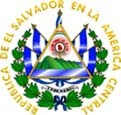 REPUBLICA DE EL SALVADOR EN LA AMERICA CENTRAL